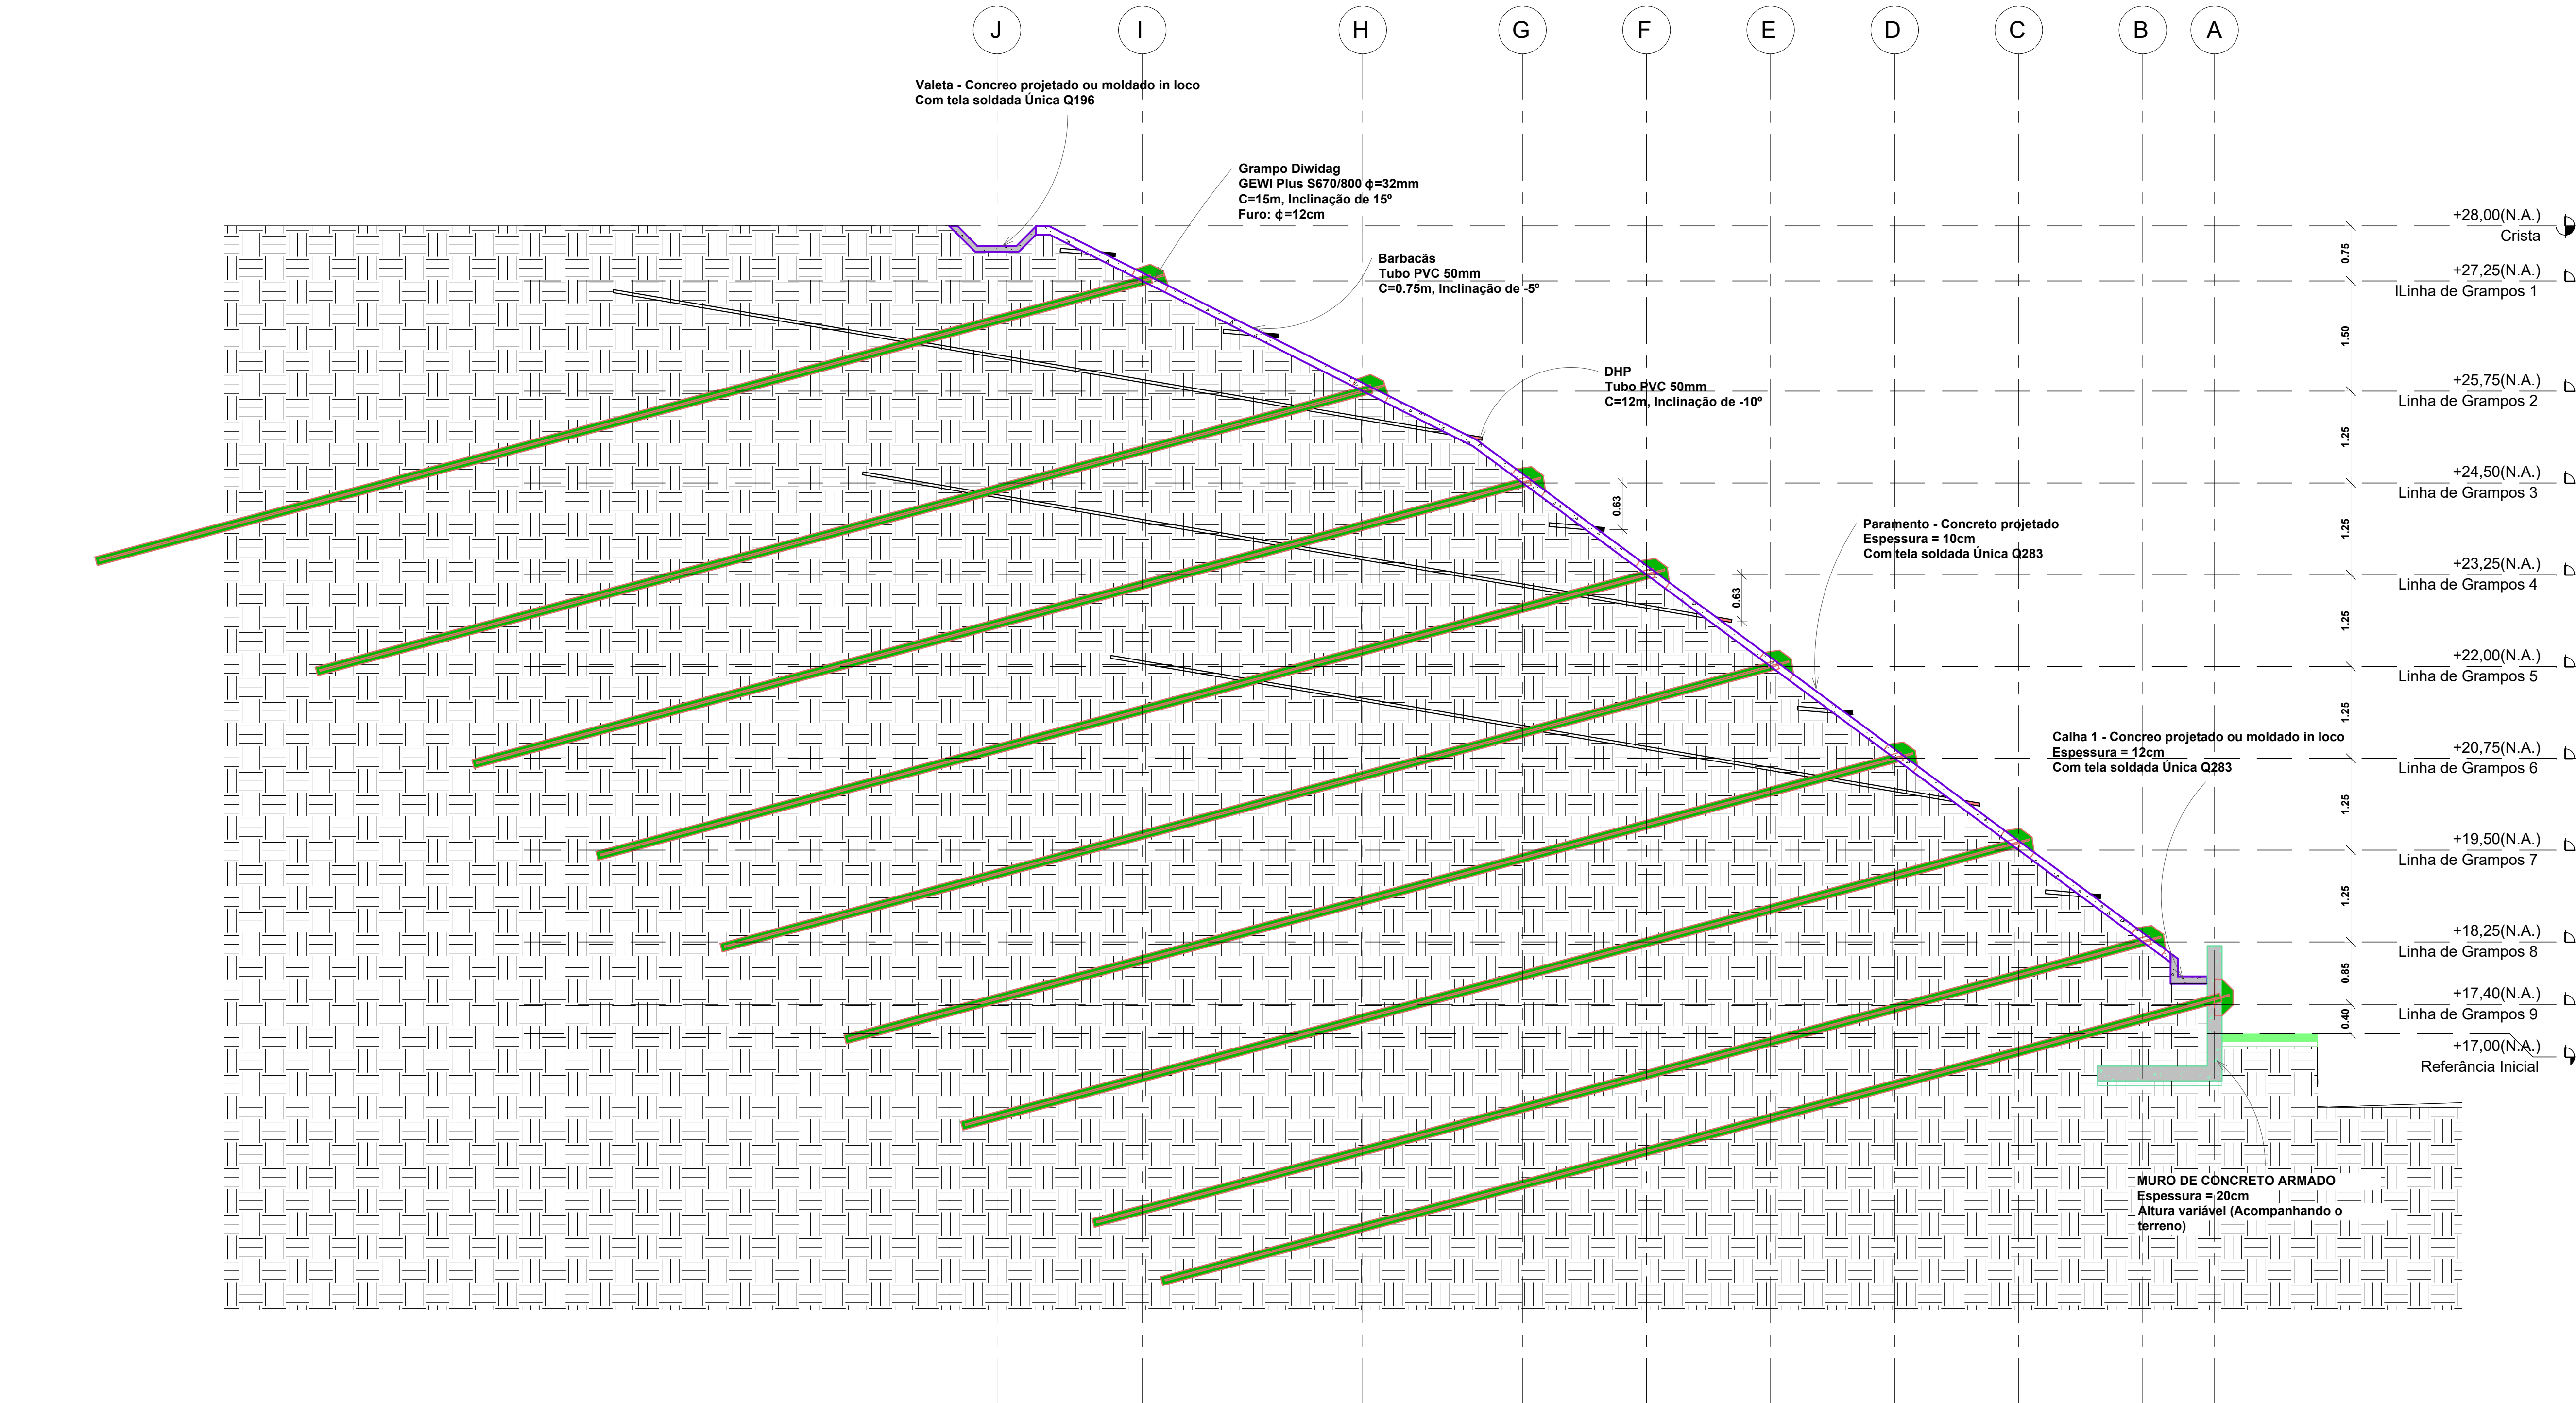 J I H G F E D C B A
Valeta - Concreo projetado ou moldado in loco
Com tela soldada Única Q196
Grampo Diwidag
GEWI Plus S670/800 ϕ=32mm
C=15m, Inclinação de 15º
Furo: ϕ=12cm
Barbacãs
Tubo PVC 50mm
C=0.75m, Inclinação de -5º
DHP
Tubo PVC 50mm
C=12m, Inclinação de -10º
0.63
0.63
Paramento - Concreto projetado
Espessura = 10cm
Com tela soldada Única Q283
Calha 1 - Concreo projetado ou moldado in loco
Espessura = 12cm
Com tela soldada Única Q283
MURO DE CONCRETO ARMADO
Espessura = 20cm
Altura variável (Acompanhando o
terreno)
0.75
1.50
1.25
1.25
1.25
1.25
1.25
1.25
0.85
0.40
+28,00(N.A.)
Crista
+27,25(N.A.)
lLinha de Grampos 1
+25,75(N.A.)
Linha de Grampos 2
+24,50(N.A.)
Linha de Grampos 3
+23,25(N.A.)
Linha de Grampos 4
+22,00(N.A.)
Linha de Grampos 5
+20,75(N.A.)
Linha de Grampos 6
+19,50(N.A.)
Linha de Grampos 7
+18,25(N.A.)
Linha de Grampos 8
+17,40(N.A.)
Linha de Grampos 9
+17,00(N.A.)
Referância Inicial